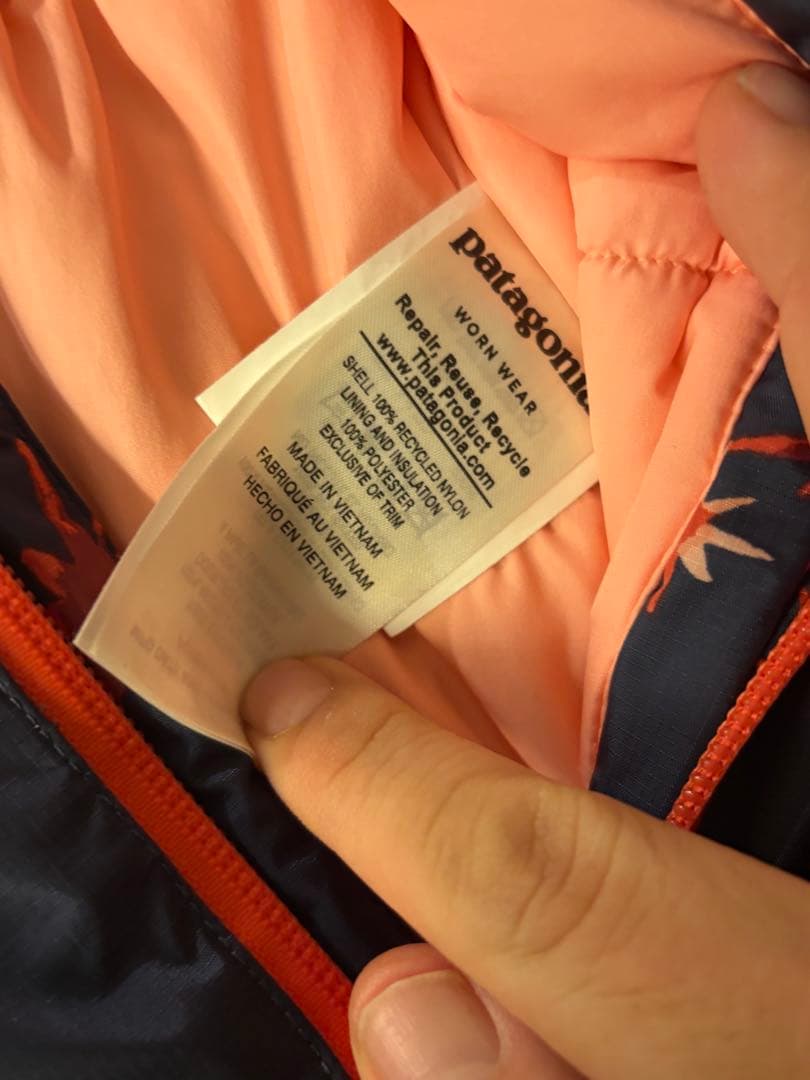 patagonia
WORN WEAR
Repair, Reuse, Recycle
This Product
www.patagonia.com
SHELL 100% RECYCLED NYLON
LINING AND INSULATION
100% POLYESTER
EXCLUSIVE OF TRIM
MADE IN VIETNAM
FABRIQUÉ AU VIETNAM
HECHO EN VIETNAM